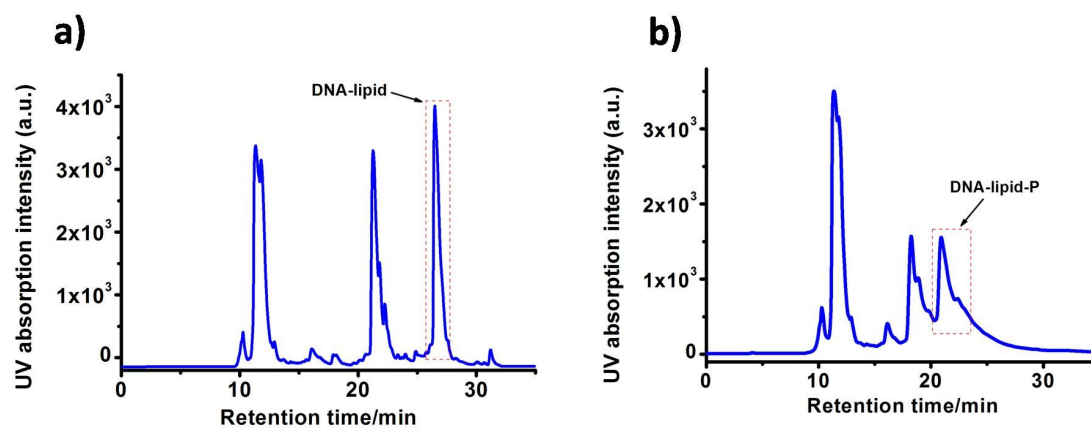 a)
DNA-lipid
UV absorption intensity (a.u.)
4x10³
3x10³
2x10³
1x10³
0
0 10 20 30
Retention time/min
b)
DNA-lipid-P
UV absorption intensity (a.u.)
3x10³
2x10³
1x10³
0
0 10 20 30
Retention time/min